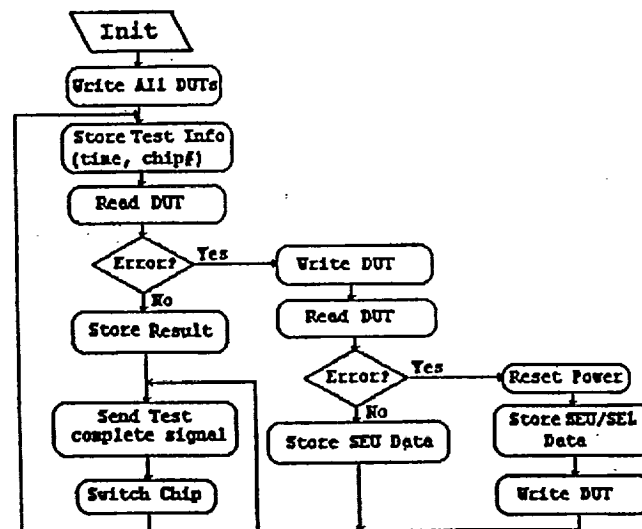 Init
Write All DUTs
Store Test Info
(time, chip#)
Read DUT
Error?
Yes
No
Store Result
Send Test
complete signal
Switch Chip
Write DUT
Read DUT
Error?
Yes
No
Store SEU Data
Reset Power
Store SEU/SEL
Data
Write DUT